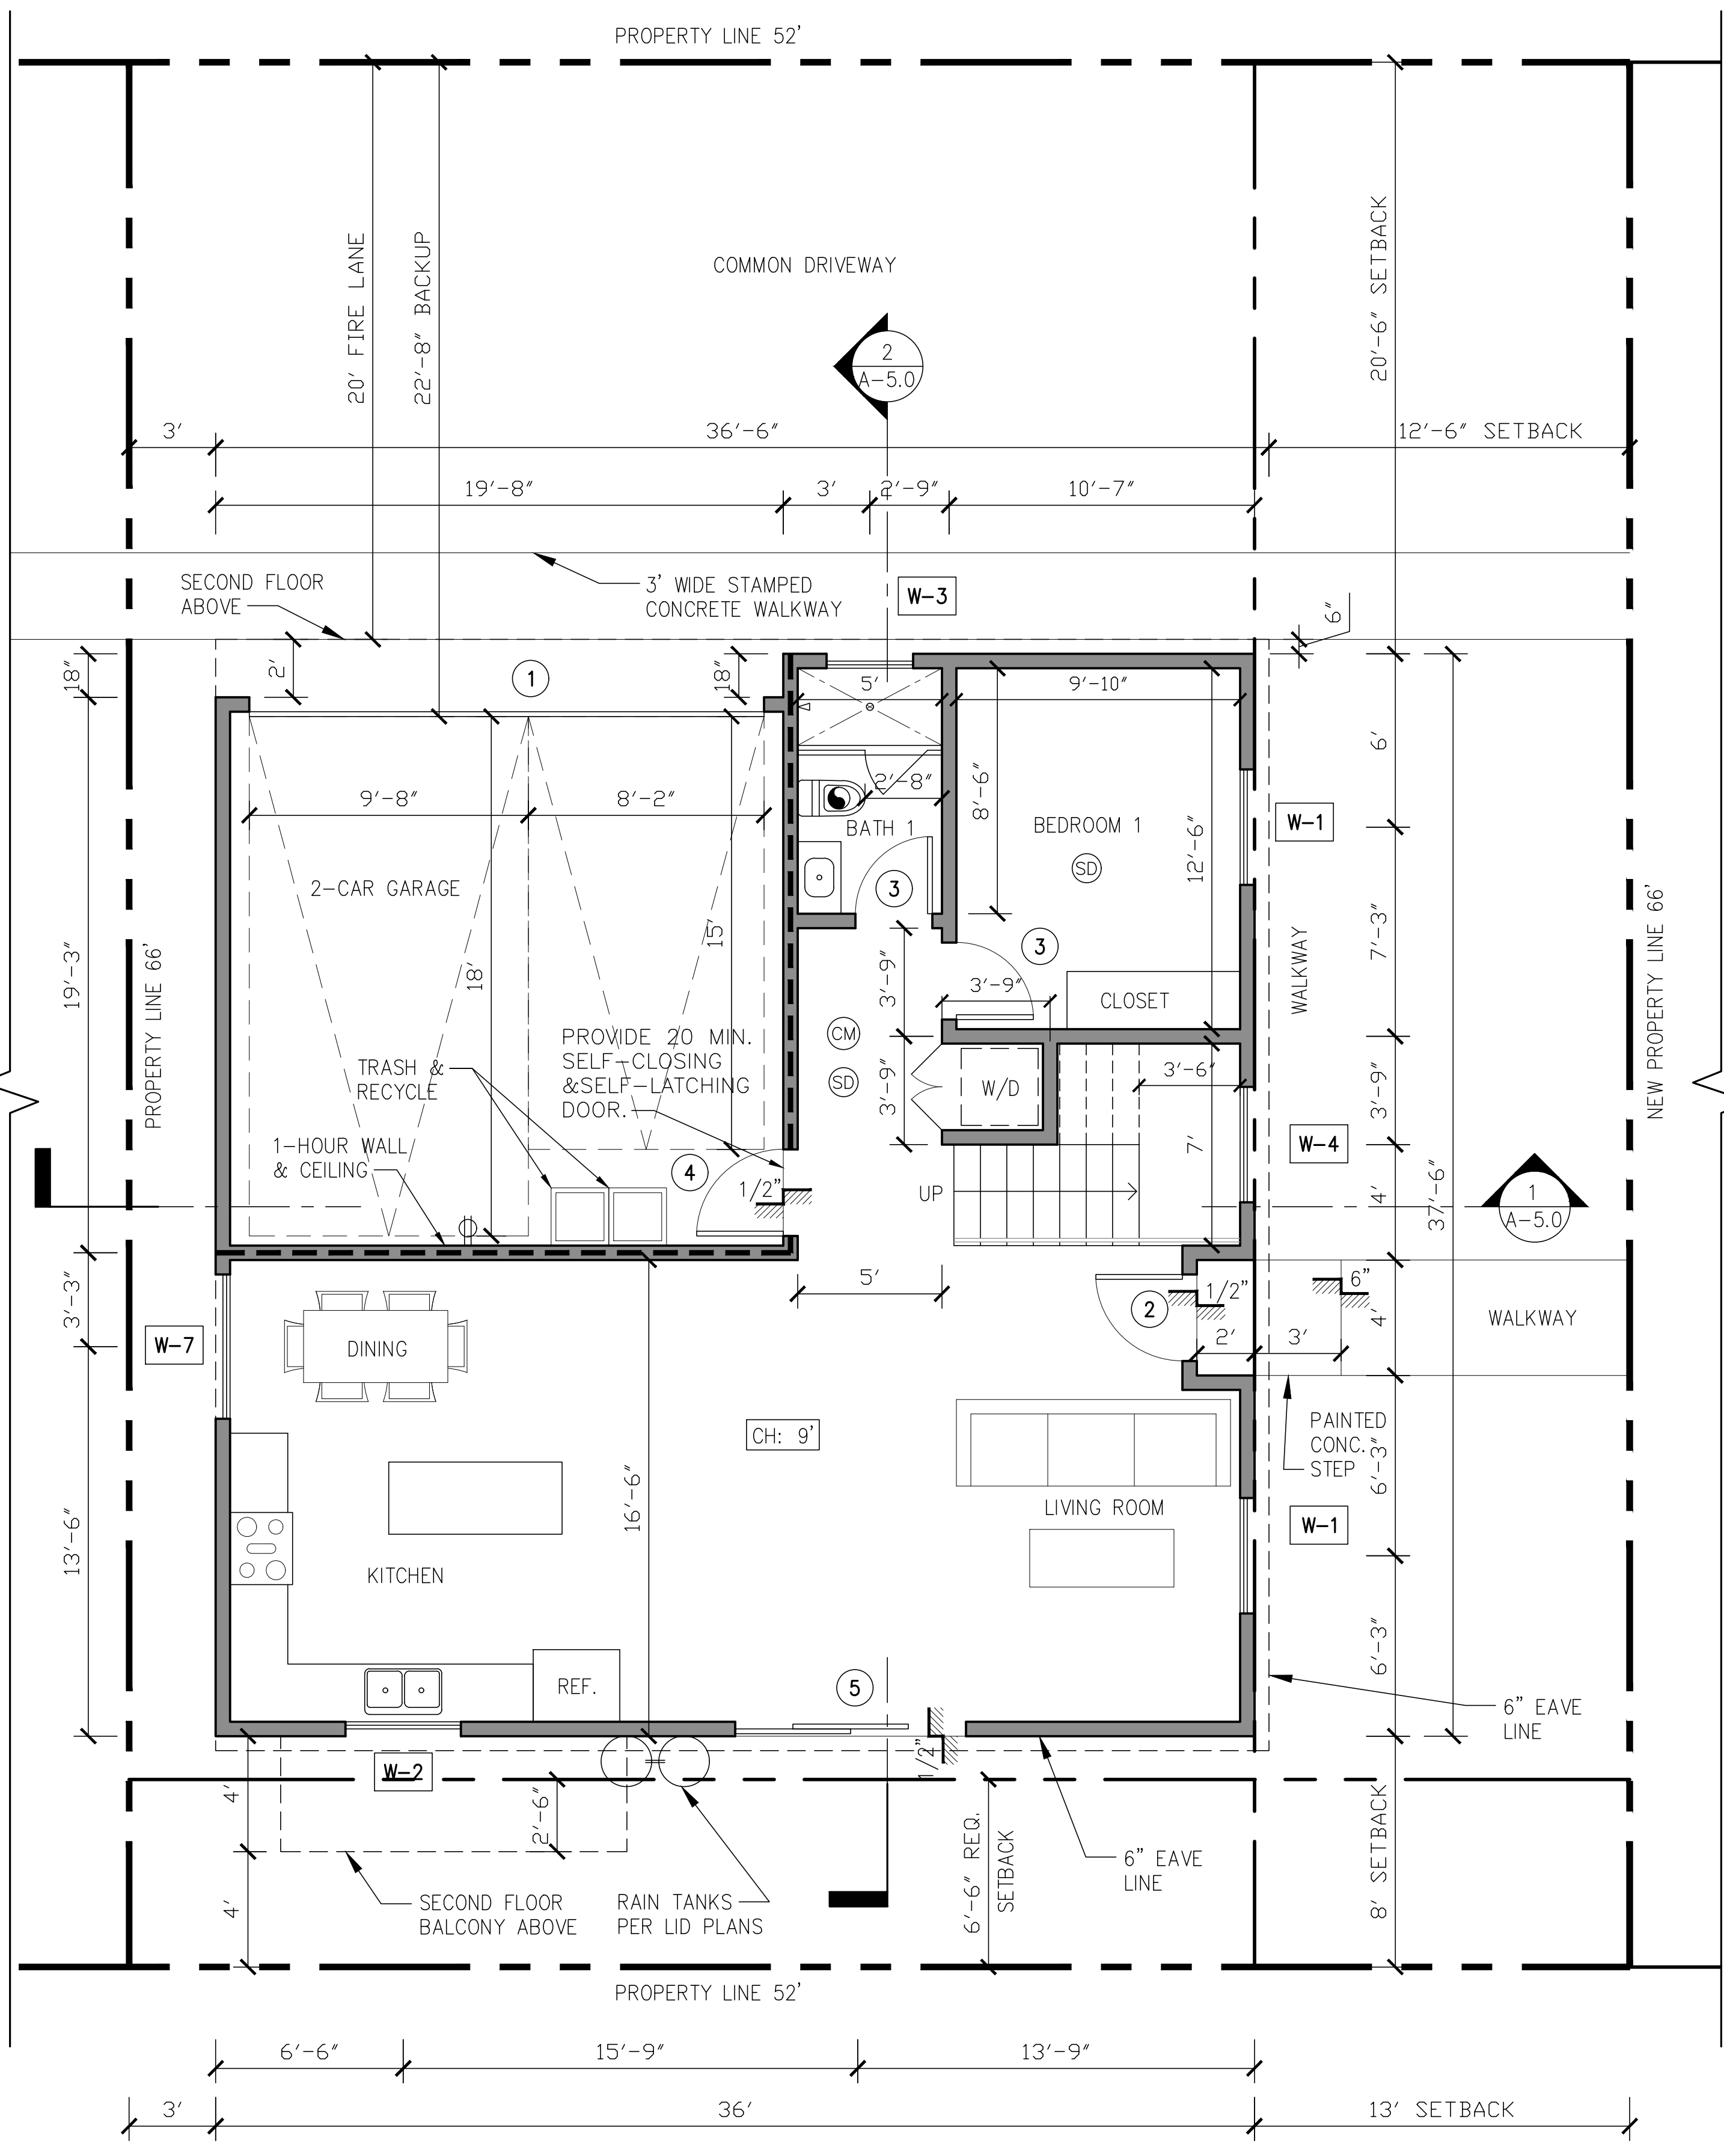 PROPERTY LINE 52'
20' FIRE LANE
22'-8" BACKUP
COMMON DRIVEWAY
20'-6" SETBACK
2
A-5.0
3'
36'-6"
12'-6" SETBACK
19'-8"
3'
2'-9"
10'-7"
SECOND FLOOR
ABOVE
3' WIDE STAMPED
CONCRETE WALKWAY
W-3
6"
18"
2'
1
18"
5'
9'-10"
6'
9'-8"
8'-2"
2'-8"
8'-6"
BATH 1
BEDROOM 1
SD
12'-6"
W-1
2-CAR GARAGE
3
15'
18'
19'-3"
PROPERTY LINE 66'
3'-9"
3
3'-9"
CLOSET
WALKWAY
7'-3"
NEW PROPERTY LINE 66'
PROVIDE 20 MIN.
SELF-CLOSING
&SELF-LATCHING
DOOR.
TRASH &
RECYCLE
CM
SD
3'-9"
W/D
3'-6"
3'-9"
1-HOUR WALL
& CEILING
4
1/2"
UP
7'
W-4
4'
37'-6"
1
A-5.0
3'-3"
5'
2
1/2"
6"
2'
3'
4'
WALKWAY
W-7
DINING
CH: 9'
PAINTED
CONC.
STEP
6'-3"
16'-6"
LIVING ROOM
W-1
13'-6"
KITCHEN
REF.
5
6'-3"
6" EAVE
LINE
W-2
1/2"
4'
2'-6"
6'-6" REQ.
SETBACK
8' SETBACK
6" EAVE
LINE
4'
SECOND FLOOR
BALCONY ABOVE
RAIN TANKS
PER LID PLANS
PROPERTY LINE 52'
6'-6"
15'-9"
13'-9"
3'
36'
13' SETBACK